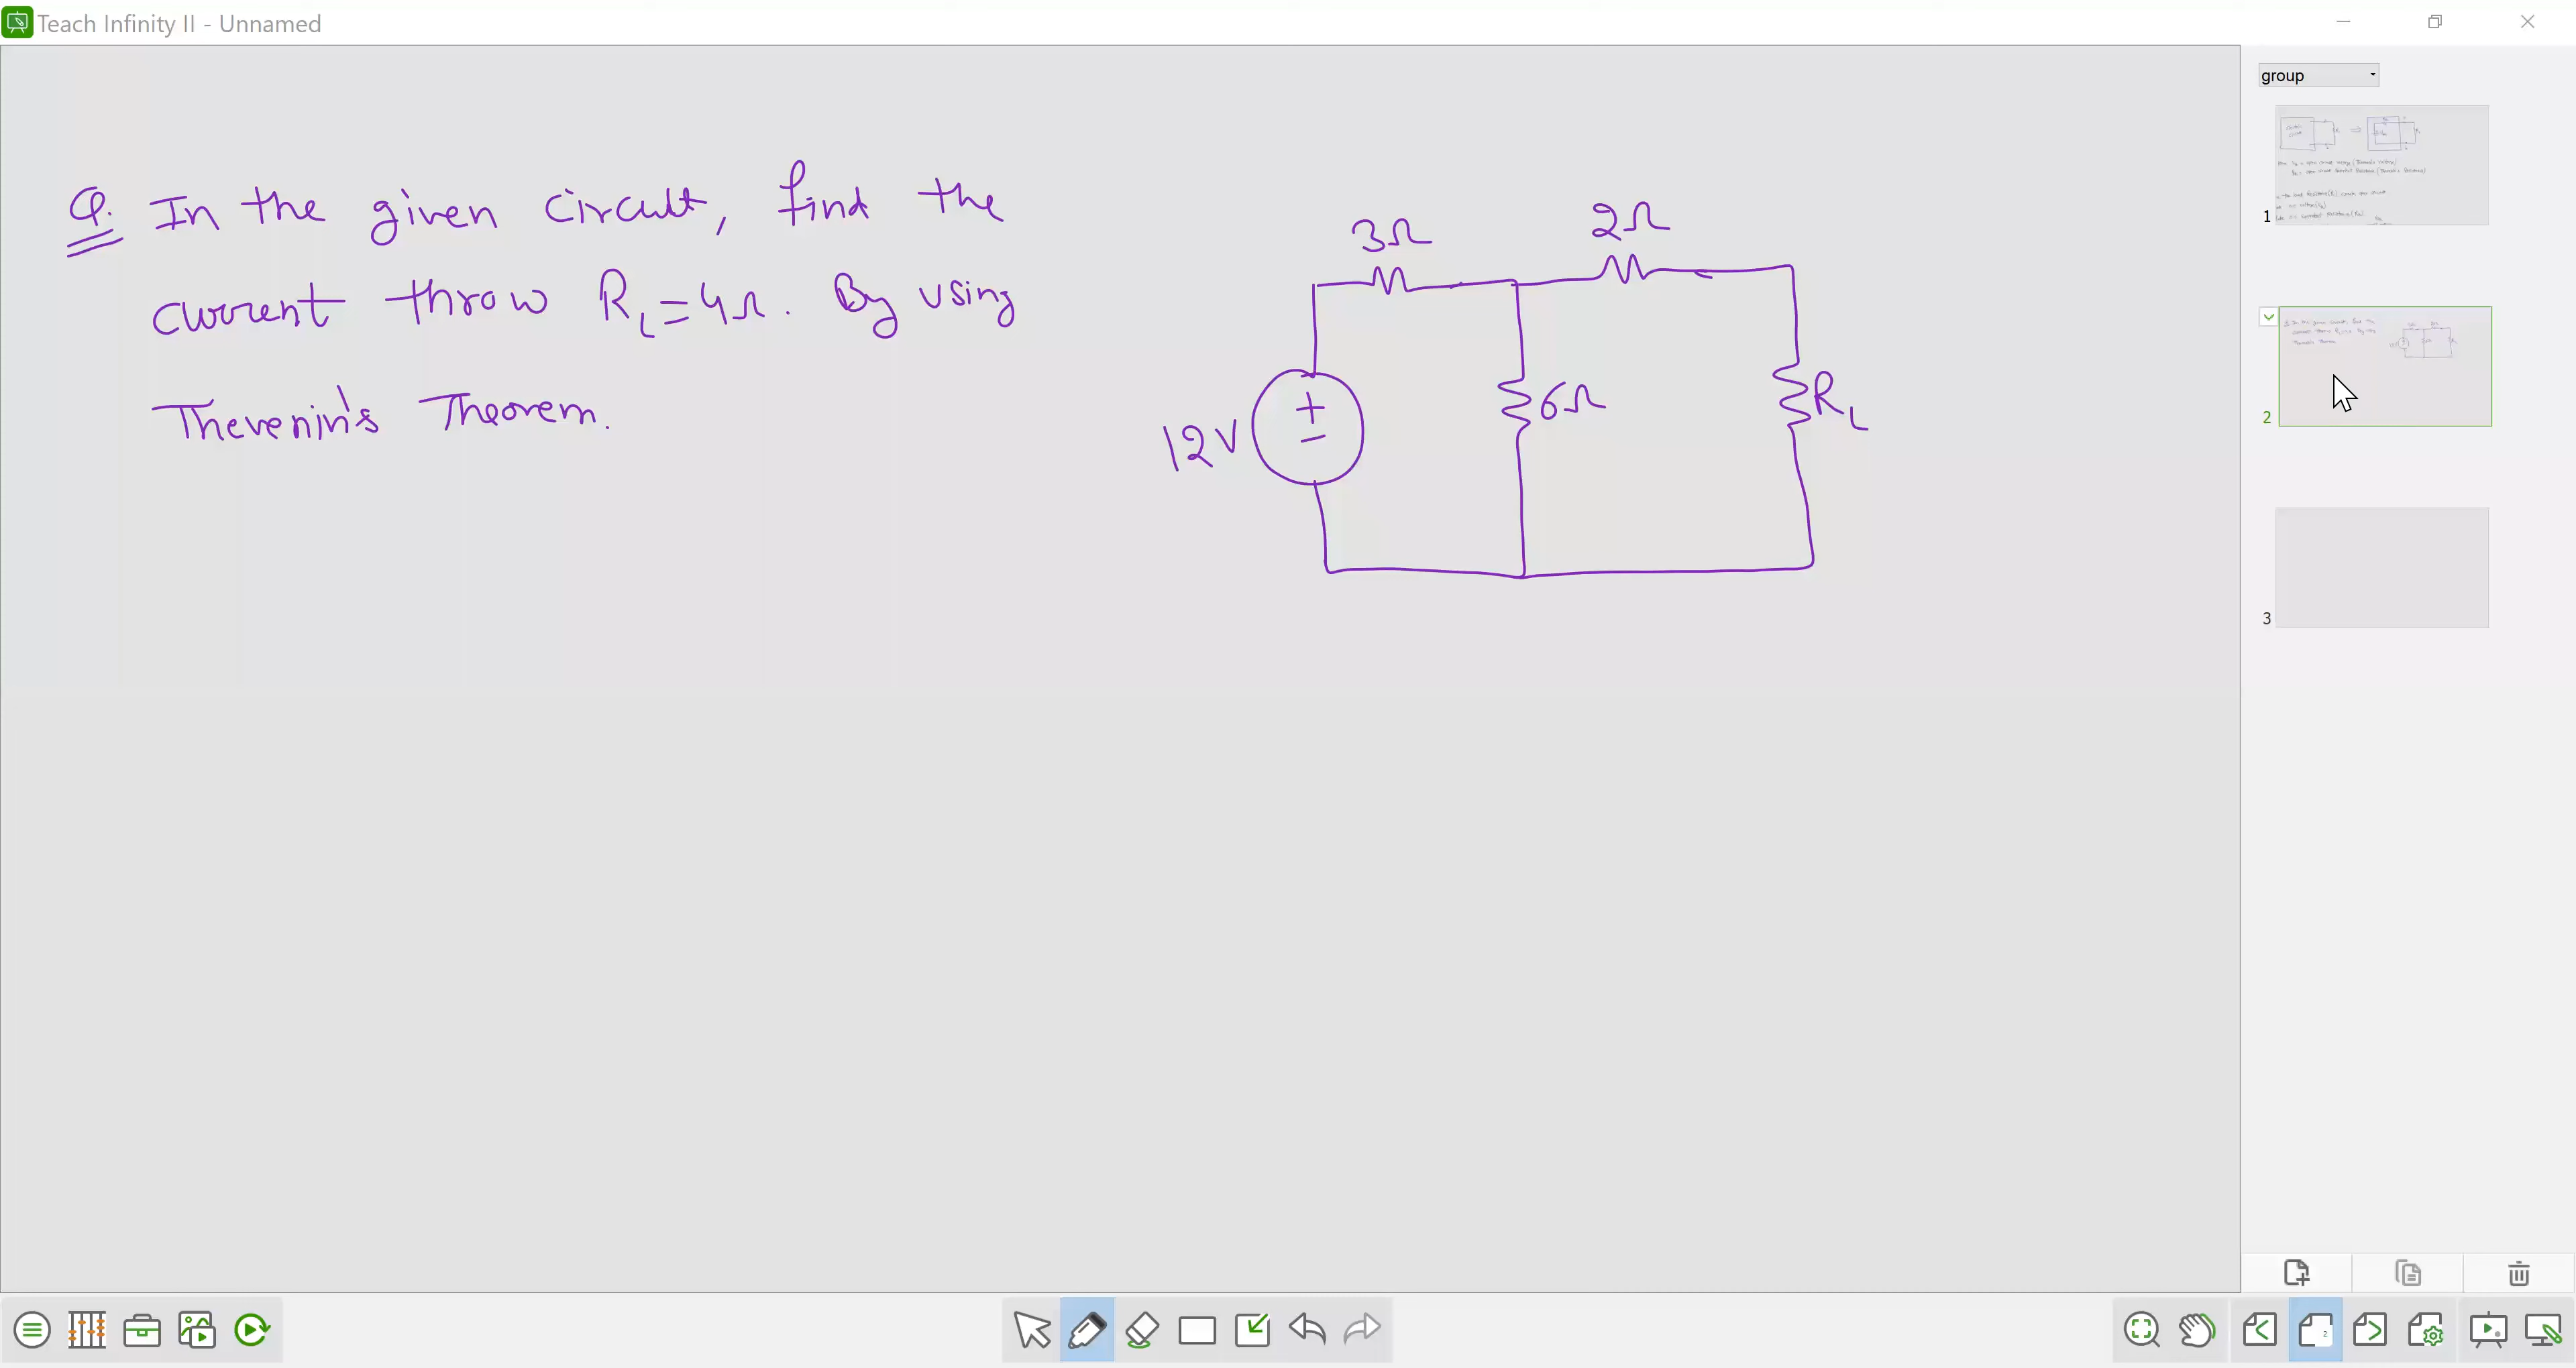 Teach Infinity II - Unnamed
group
Q. In the given circuit, find the
current throw RL=4Ω. By using
Thevenin's Theorem.
3Ω
2Ω
12V
+
-
6Ω
RL
1
2
3
2